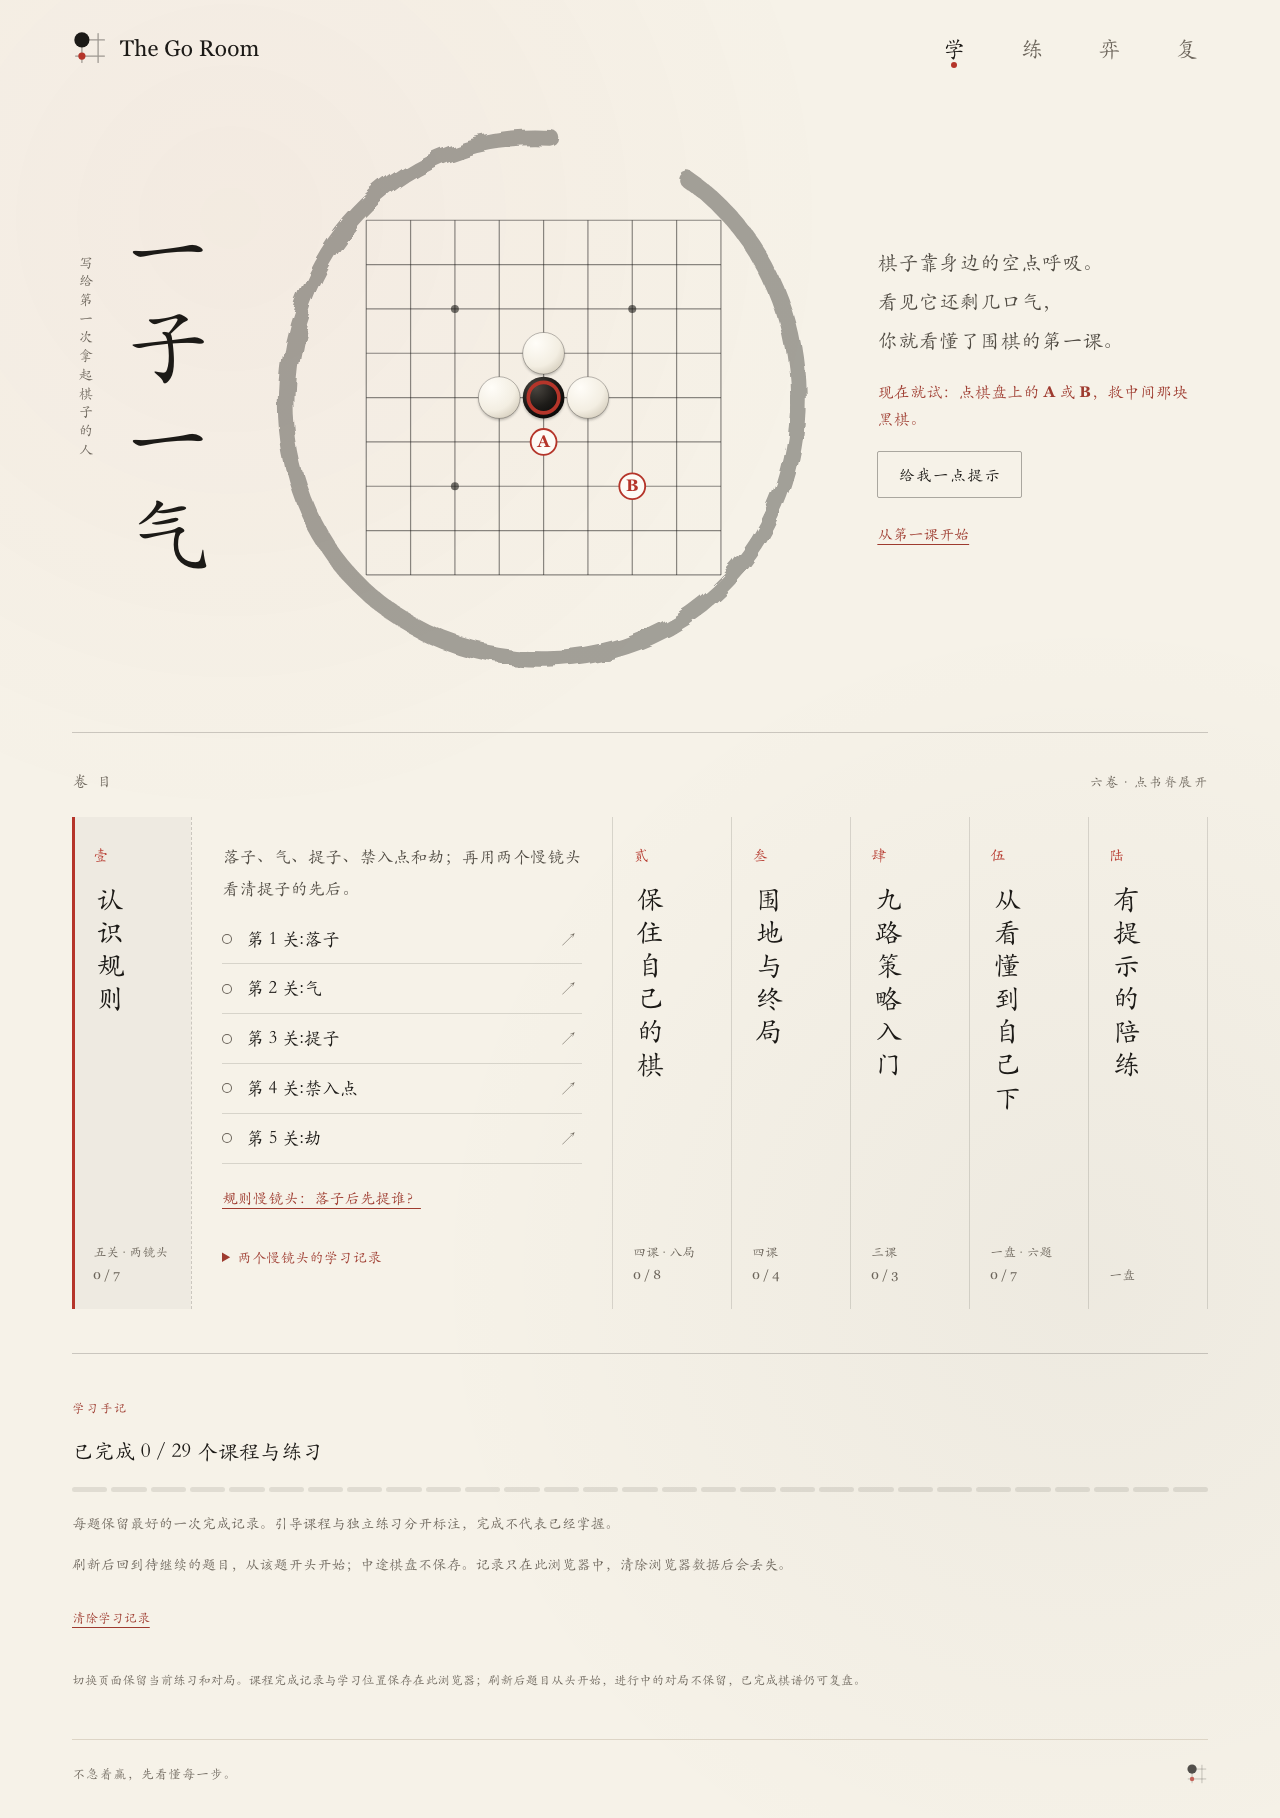 The Go Room
学
练
弈
复
一子一气
写给第一次拿起棋子的人
A
B
棋子靠身边的空点呼吸。
看见它还剩几口气，
你就看懂了围棋的第一课。
现在就试：点棋盘上的 A 或 B，救中间那块
黑棋。
给我一点提示
从第一课开始
卷目
六卷 · 点书脊展开
壹
认识规则
五关 · 两镜头
0 / 7
落子、气、提子、禁入点和劫；再用两个慢镜头
看清提子的先后。
第 1 关:落子 ↗
第 2 关:气 ↗
第 3 关:提子 ↗
第 4 关:禁入点 ↗
第 5 关:劫 ↗
规则慢镜头：落子后先提谁？
▶ 两个慢镜头的学习记录
贰
保住自己的棋
四课 · 八局
0 / 8
叁
围地与终局
四课
0 / 4
肆
九路策略入门
三课
0 / 3
伍
从看懂到自己下
一盘 · 六题
0 / 7
陆
有提示的陪练
一盘
学习手记
已完成 0 / 29 个课程与练习
每题保留最好的一次完成记录。引导课程与独立练习分开标注，完成不代表已经掌握。
刷新后回到待继续的题目，从该题开头开始；中途棋盘不保存。记录只在此浏览器中，清除浏览器数据后会丢失。
清除学习记录
切换页面保留当前练习和对局。课程完成记录与学习位置保存在此浏览器；刷新后题目从头开始，进行中的对局不保留，已完成棋谱仍可复盘。
不急着赢，先看懂每一步。